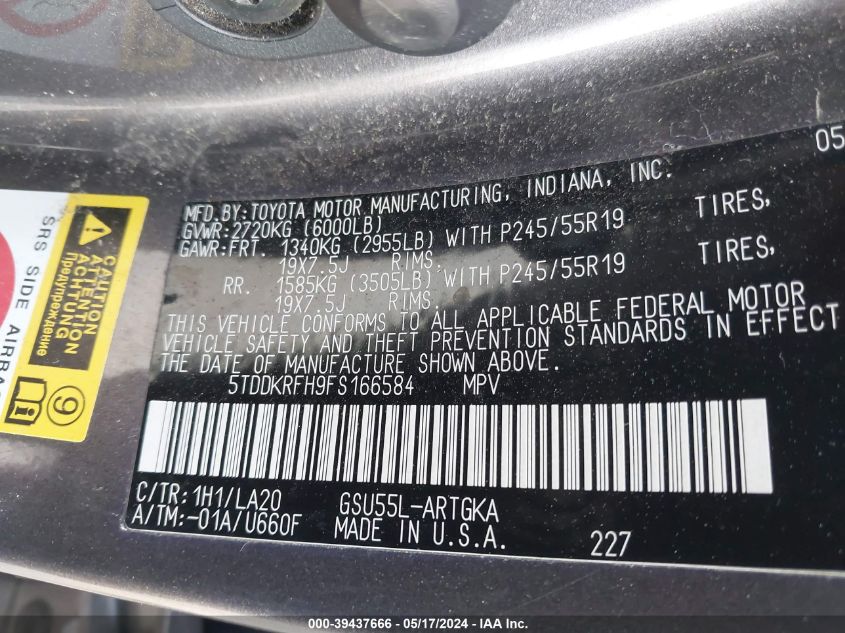 05
MFD.BY:TOYOTA MOTOR MANUFACTURING, INDIANA, INC.
GVWR:2720KG (6000LB)
GAWR:FRT. 1340KG (2955LB) WITH P245/55R19 TIRES,
19X7.5J RIMS,
RR. 1585KG (3505LB) WITH P245/55R19 TIRES,
19X7.5J RIMS,
THIS VEHICLE CONFORMS TO ALL APPLICABLE FEDERAL MOTOR
VEHICLE SAFETY AND THEFT PREVENTION STANDARDS IN EFFECT
THE DATE OF MANUFACTURE SHOWN ABOVE.
5TDDKRFH9FS166584 MPV
C/TR:1H1/LA20 GSU55L-ARTGKA
A/TM:-01A/U660F MADE IN U.S.A. 227
SRS SIDE AIRBA
CAUTION
ATTENTION
ACHTUNG
Предупреждение
9
000-39437666 - 05/17/2024 - IAA Inc.